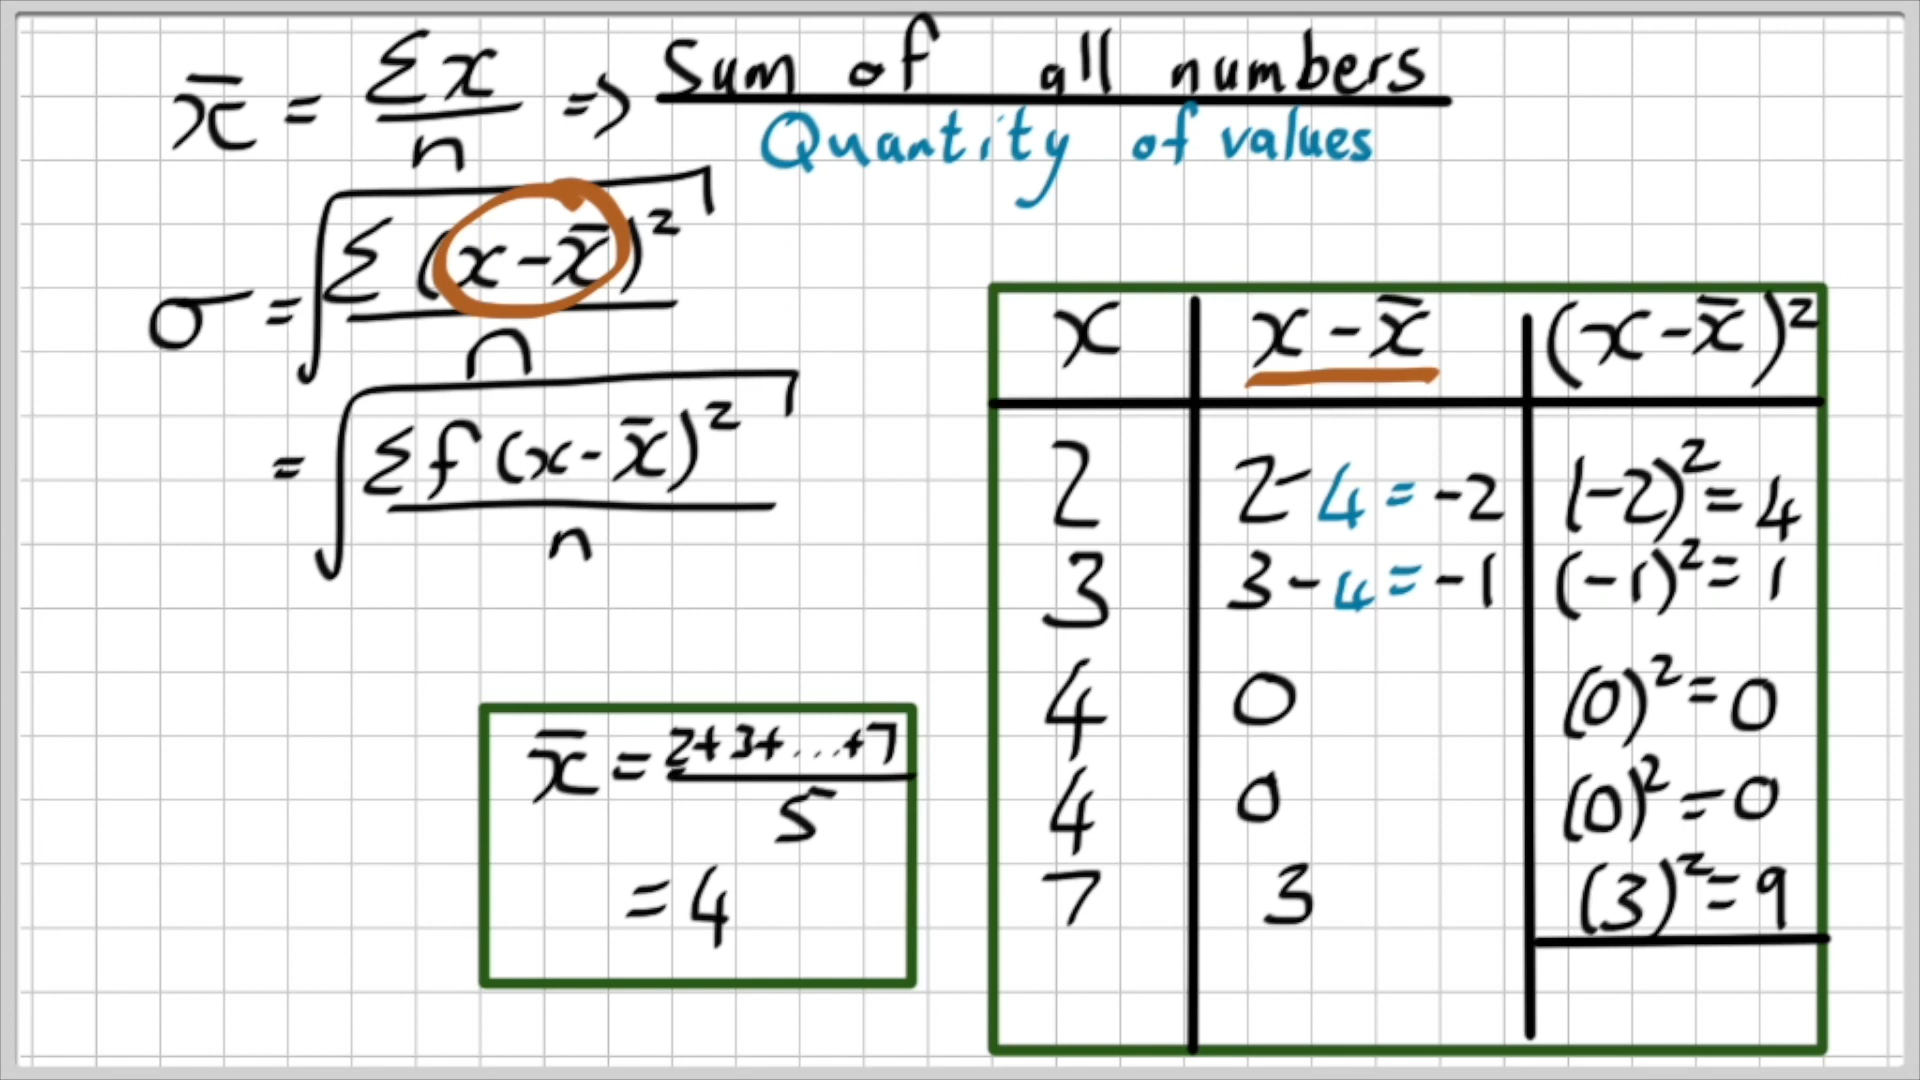 x̄ = Σx/n => Sum of all numbers / Quantity of values
σ = √(Σ(x-x̄)²/n)
= √(Σf(x-x̄)²/n)
x̄ = 2+3+...+7/5
= 4
x x-x̄ (x-x̄)²
2 2-4=-2 (-2)²=4
3 3-4=-1 (-1)²=1
4 0 (0)²=0
4 0 (0)²=0
7 3 (3)²=9